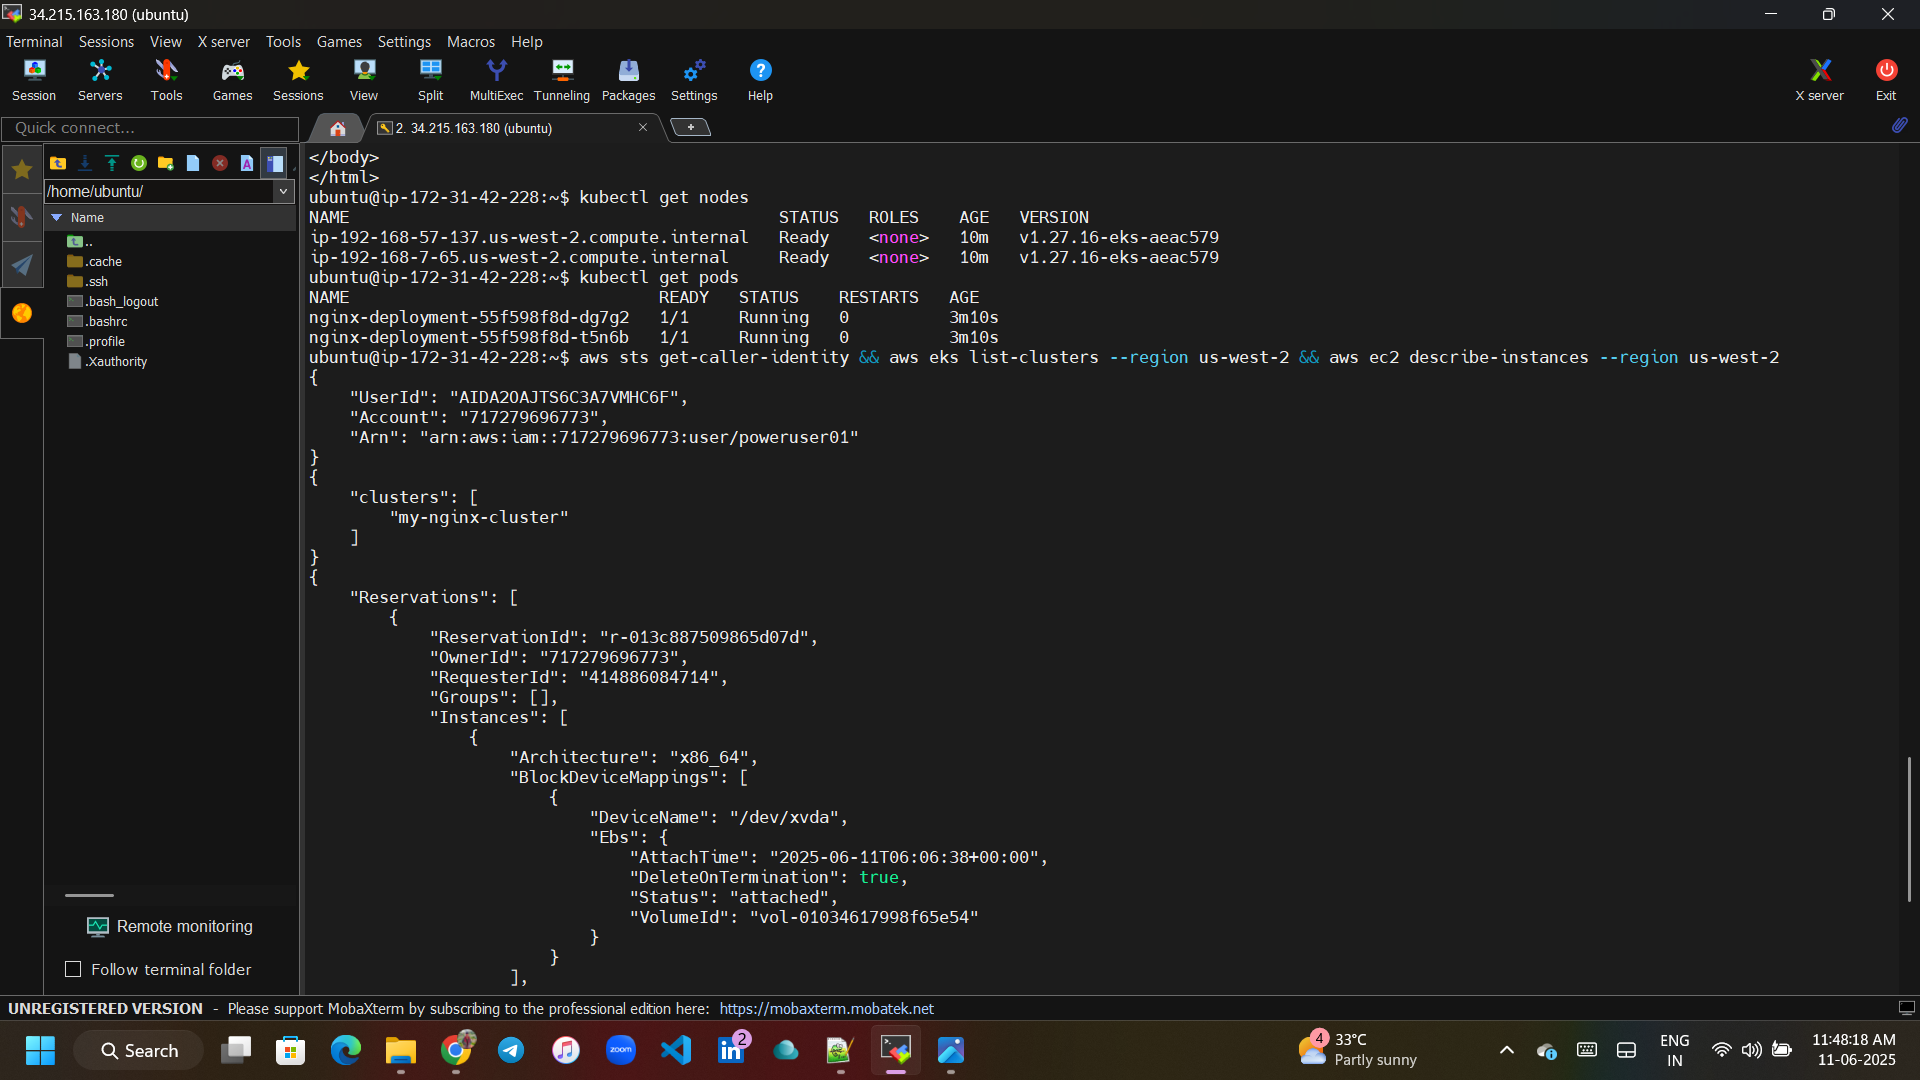 34.215.163.180 (ubuntu)
Terminal Sessions View X server Tools Games Settings Macros Help
Session Servers Tools Games Sessions View Split MultiExec Tunneling Packages Settings Help X server Exit
Quick connect...
2. 34.215.163.180 (ubuntu)
/home/ubuntu/
Name
..
.cache
.ssh
.bash_logout
.bashrc
.profile
.Xauthority
Remote monitoring
Follow terminal folder
</body>
</html>
ubuntu@ip-172-31-42-228:~$ kubectl get nodes
NAME STATUS ROLES AGE VERSION
ip-192-168-57-137.us-west-2.compute.internal Ready <none> 10m v1.27.16-eks-aeac579
ip-192-168-7-65.us-west-2.compute.internal Ready <none> 10m v1.27.16-eks-aeac579
ubuntu@ip-172-31-42-228:~$ kubectl get pods
NAME READY STATUS RESTARTS AGE
nginx-deployment-55f598f8d-dg7g2 1/1 Running 0 3m10s
nginx-deployment-55f598f8d-t5n6b 1/1 Running 0 3m10s
ubuntu@ip-172-31-42-228:~$ aws sts get-caller-identity && aws eks list-clusters --region us-west-2 && aws ec2 describe-instances --region us-west-2
{
"UserId": "AIDA2OAJTS6C3A7VMHC6F",
"Account": "717279696773",
"Arn": "arn:aws:iam::717279696773:user/poweruser01"
}
{
"clusters": [
"my-nginx-cluster"
]
}
{
"Reservations": [
{
"ReservationId": "r-013c887509865d07d",
"OwnerId": "717279696773",
"RequesterId": "414886084714",
"Groups": [],
"Instances": [
{
"Architecture": "x86_64",
"BlockDeviceMappings": [
{
"DeviceName": "/dev/xvda",
"Ebs": {
"AttachTime": "2025-06-11T06:06:38+00:00",
"DeleteOnTermination": true,
"Status": "attached",
"VolumeId": "vol-01034617998f65e54"
}
}
],
UNREGISTERED VERSION - Please support MobaXterm by subscribing to the professional edition here: https://mobaxterm.mobatek.net
Search
zoom
2
4
33°C
Partly sunny
ENG
IN
11:48:18 AM
11-06-2025